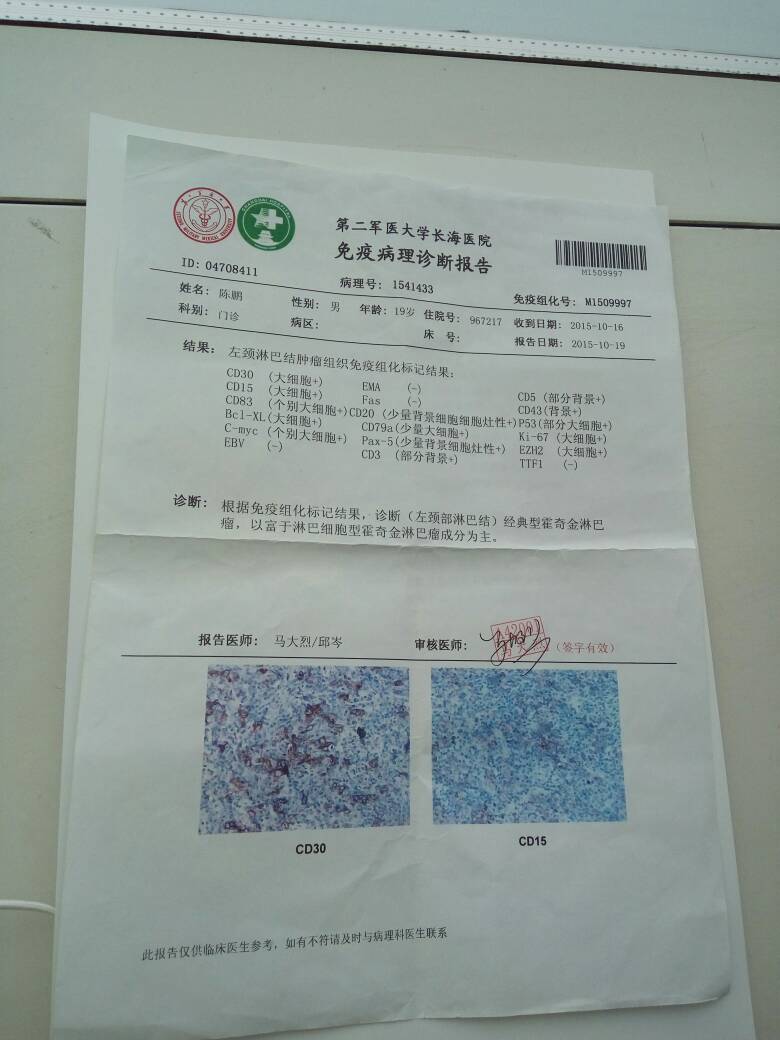 第二军医大学长海医院
免疫病理诊断报告
M1509997
ID: 04708411
病理号: 1541433
免疫组化号: M1509997
姓名: 陈鹏 性别: 男 年龄: 19岁 住院号: 967217 收到日期: 2015-10-16
科别: 门诊 病区: 床 号: 报告日期: 2015-10-19
结果: 左颈淋巴结肿瘤组织免疫组化标记结果:
CD30 (大细胞+) EMA (-) CD5 (部分背景+)
CD15 (大细胞+) Fas (-) CD43(背景+)
CD83 (个别大细胞+) CD20 (少量背景细胞细胞灶性+) P53(部分大细胞+)
Bcl-XL(大细胞+) CD79a(少量大细胞+) Ki-67 (大细胞+)
C-myc (个别大细胞+) Pax-5(少量背景细胞灶性+) EZH2 (大细胞+)
EBV (-) CD3 (部分背景+) TTF1 (-)
诊断: 根据免疫组化标记结果, 诊断 (左颈部淋巴结) 经典型霍奇金淋巴
瘤, 以富于淋巴细胞型霍奇金淋巴瘤成分为主。
报告医师: 马大烈/邱岑 审核医师: (签字有效)
CD30 CD15
此报告仅供临床医生参考, 如有不符请及时与病理科医生联系